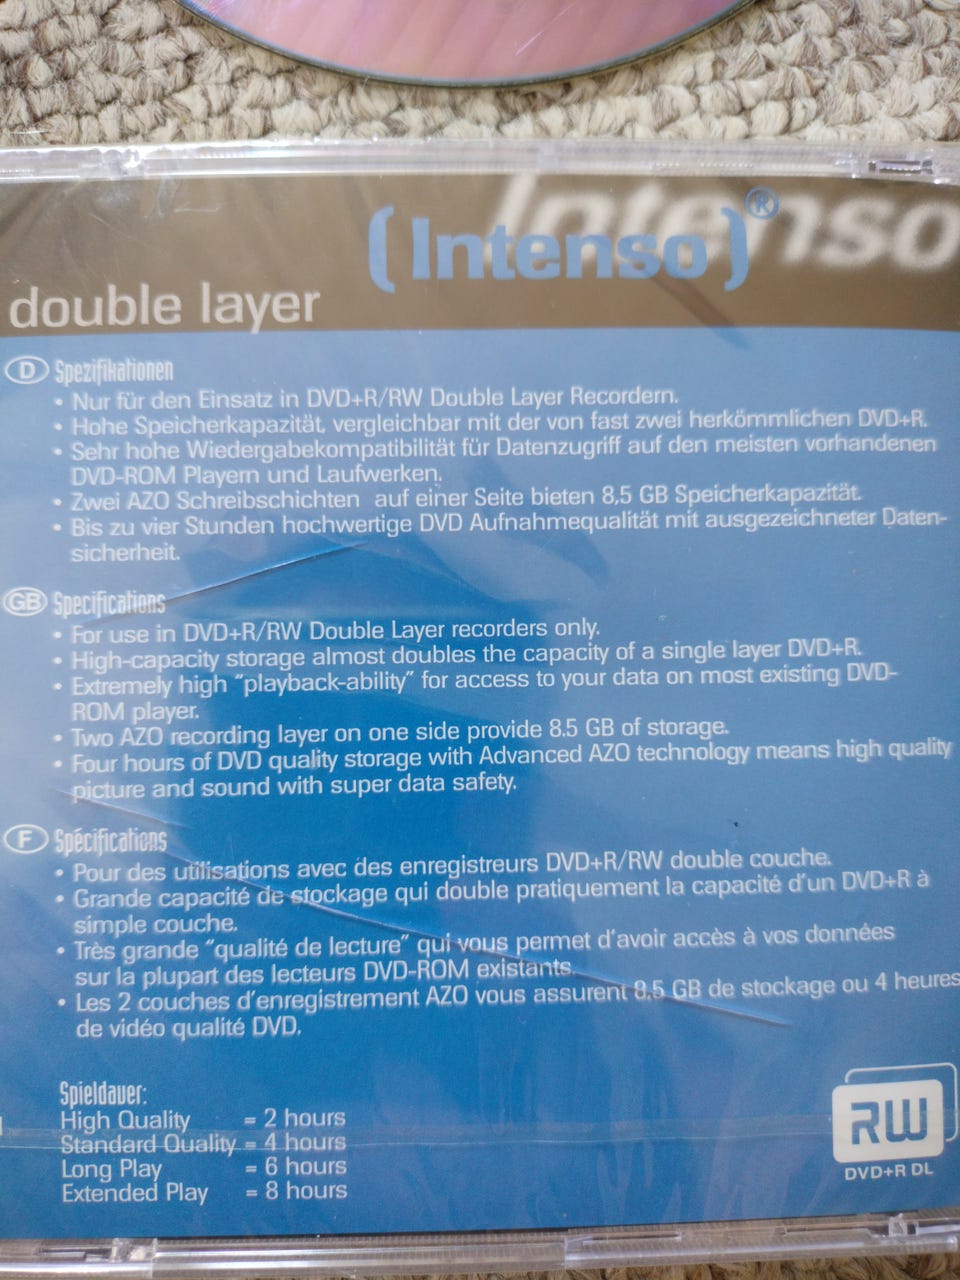 Intenso
(Intenso)®
double layer
D Spezifikationen
• Nur für den Einsatz in DVD+R/RW Double Layer Recordern.
• Hohe Speicherkapazität, vergleichbar mit der von fast zwei herkömmlichen DVD+R.
• Sehr hohe Wiedergabekompatibilität für Datenzugriff auf den meisten vorhandenen
DVD-ROM Playern und Laufwerken.
• Zwei AZO Schreibschichten auf einer Seite bieten 8,5 GB Speicherkapazität.
• Bis zu vier Stunden hochwertige DVD Aufnahmequalität mit ausgezeichneter Daten-
sicherheit.
GB Specifications
• For use in DVD+R/RW Double Layer recorders only.
• High-capacity storage almost doubles the capacity of a single layer DVD+R.
• Extremely high "playback-ability" for access to your data on most existing DVD-
ROM player.
• Two AZO recording layer on one side provide 8.5 GB of storage.
• Four hours of DVD quality storage with Advanced AZO technology means high quality
picture and sound with super data safety.
F Spécifications
• Pour des utilisations avec des enregistreurs DVD+R/RW double couche.
• Grande capacité de stockage qui double pratiquement la capacité d'un DVD+R à
simple couche.
• Très grande "qualité de lecture" qui vous permet d'avoir accès à vos données
sur la plupart des lecteurs DVD-ROM existants.
• Les 2 couches d'enregistrement AZO vous assurent 8.5 GB de stockage ou 4 heures
de vidéo qualité DVD.
Spieldauer:
High Quality = 2 hours
Standard Quality = 4 hours
Long Play = 6 hours
Extended Play = 8 hours
RW
DVD+R DL